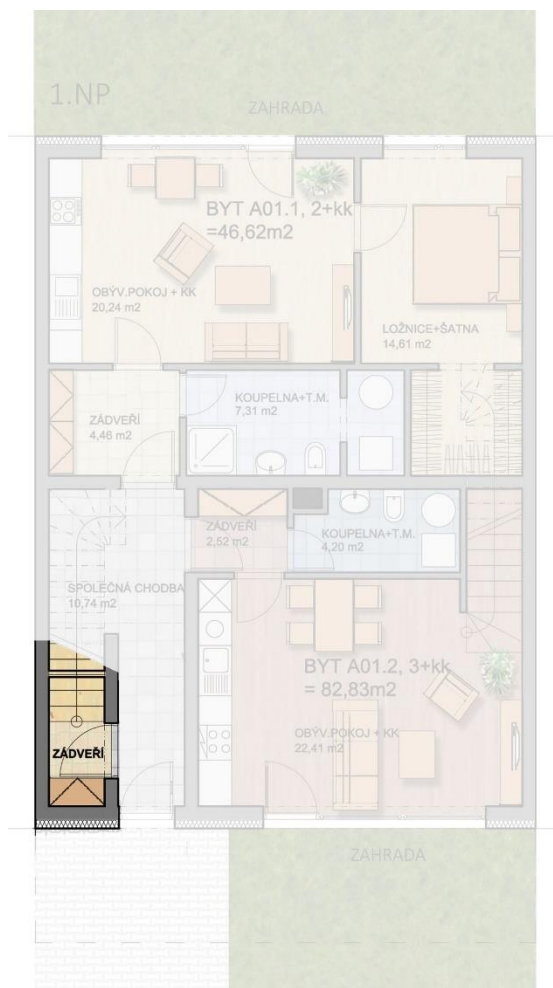 1.NP
ZAHRADA
BYT A01.1, 2+kk
=46,62m2
OBÝV.POKOJ + KK
20,24 m2
LOŽNICE+ŠATNA
14,61 m2
KOUPELNA+T.M.
7,31 m2
ZÁDVEŘÍ
4,46 m2
ZÁDVEŘÍ
2,52 m2
KOUPELNA+T.M.
4,20 m2
SPOLEČNÁ CHODBA
10,74 m2
BYT A01.2, 3+kk
= 82,83m2
OBÝV.POKOJ + KK
22,41 m2
ZÁDVEŘÍ
ZAHRADA